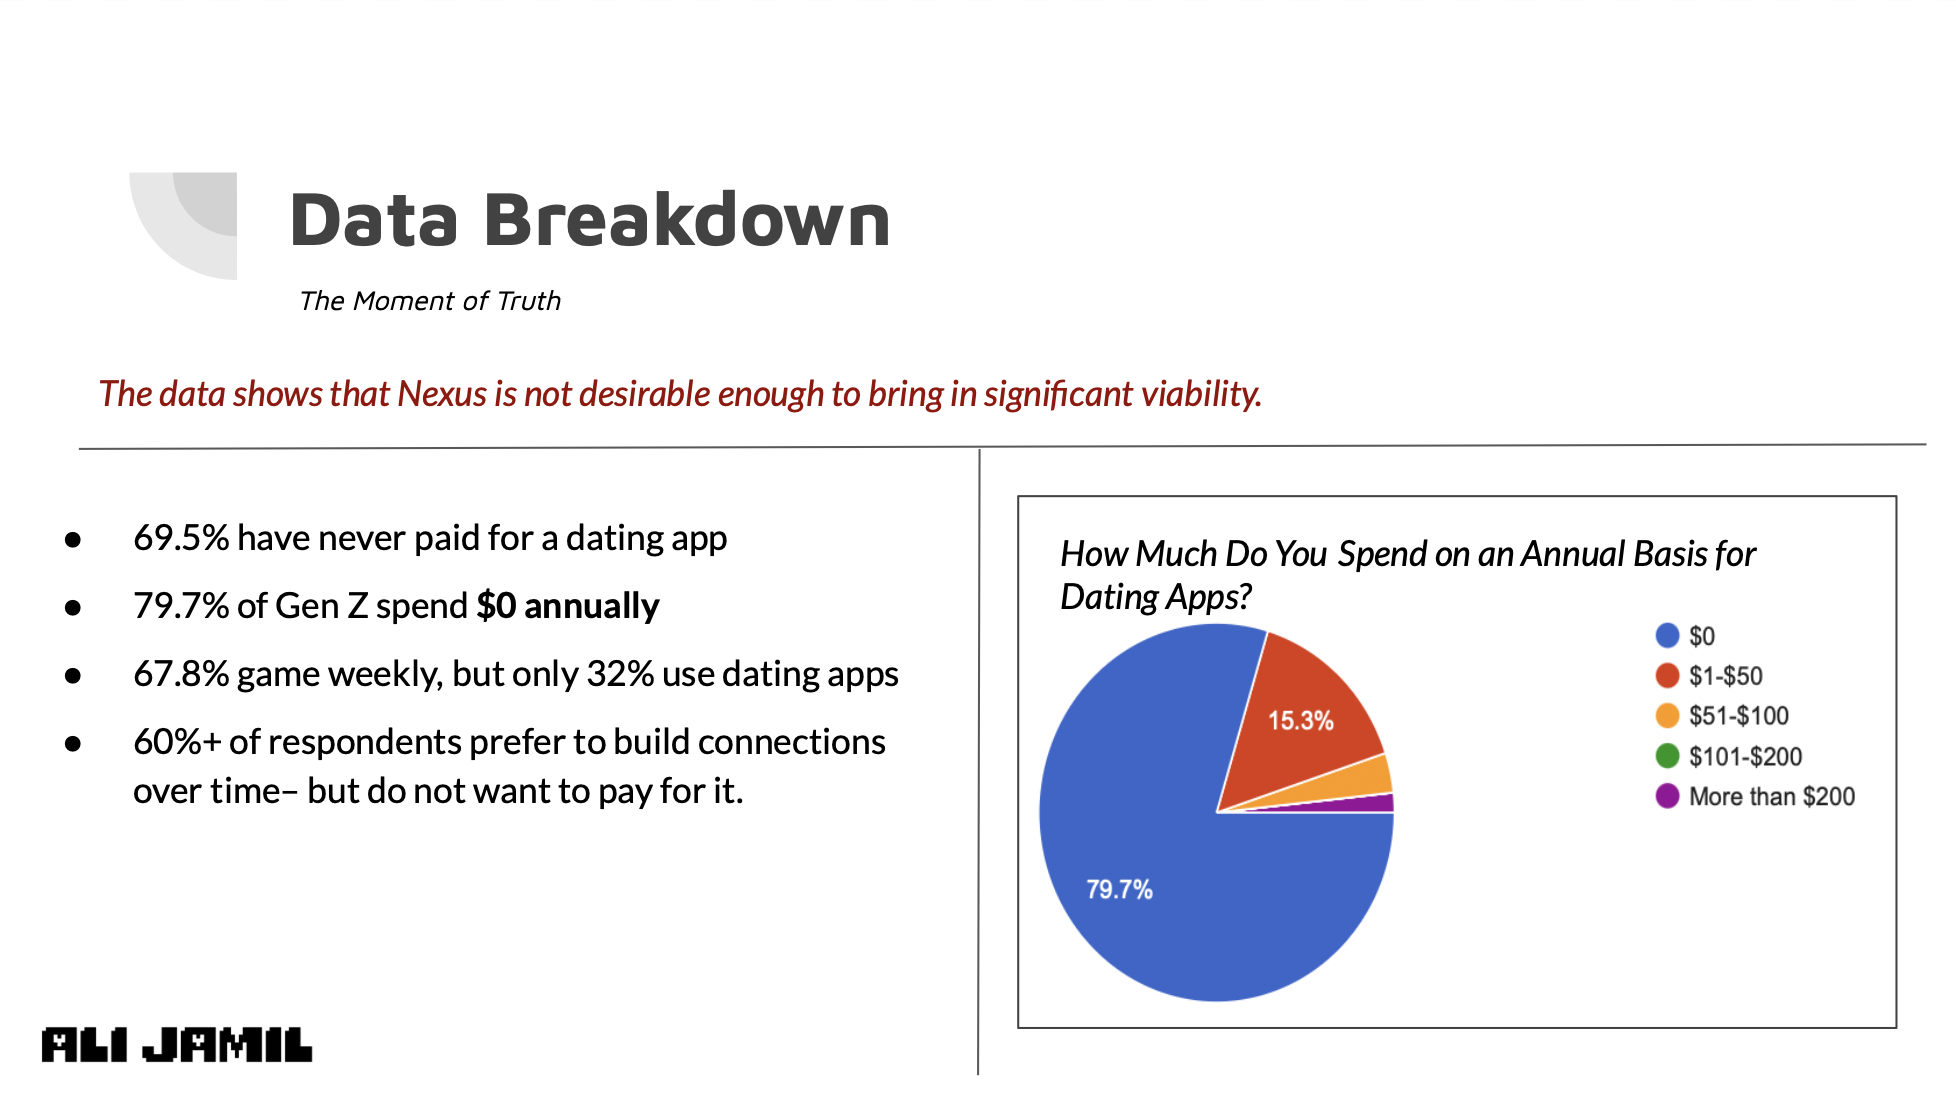 Data Breakdown
The Moment of Truth
The data shows that Nexus is not desirable enough to bring in significant viability.
● 69.5% have never paid for a dating app
● 79.7% of Gen Z spend $0 annually
● 67.8% game weekly, but only 32% use dating apps
● 60%+ of respondents prefer to build connections
over time– but do not want to pay for it.
How Much Do You Spend on an Annual Basis for
Dating Apps?
$0
$1-$50
$51-$100
$101-$200
More than $200
15.3%
79.7%
ALI JAMIL